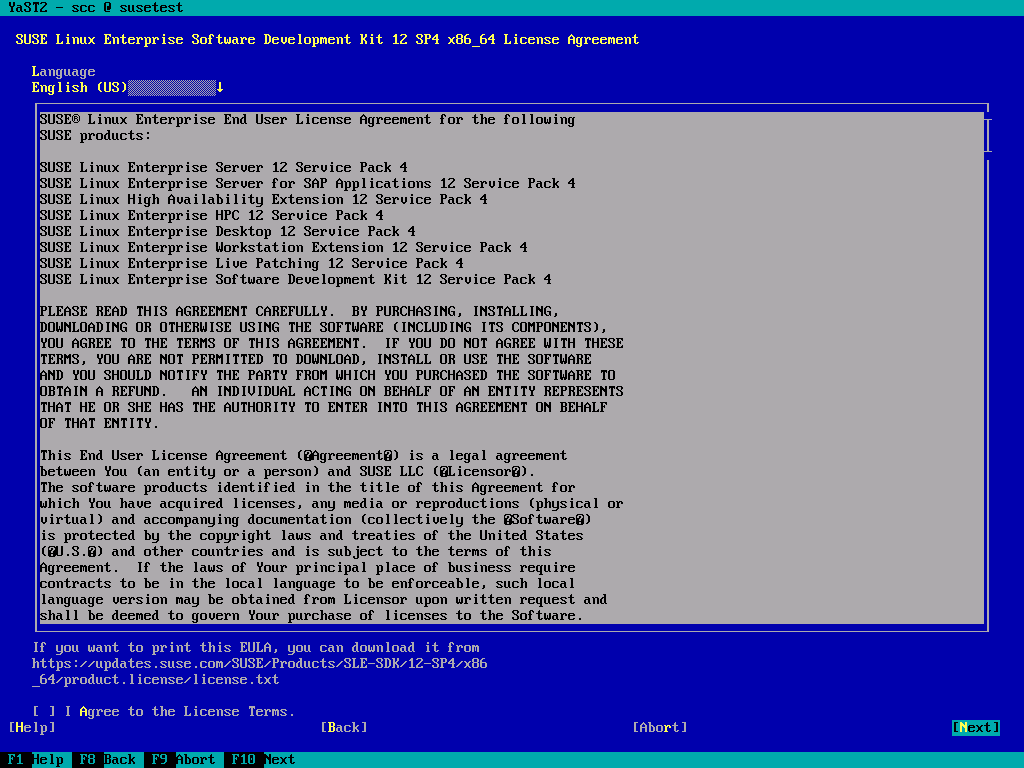 YaST2 - scc @ susetest
SUSE Linux Enterprise Software Development Kit 12 SP4 x86_64 License Agreement
Language
English (US)▒▒▒▒▒▒▒▒▒▒▒↓
SUSE® Linux Enterprise End User License Agreement for the following
SUSE products:
SUSE Linux Enterprise Server 12 Service Pack 4
SUSE Linux Enterprise Server for SAP Applications 12 Service Pack 4
SUSE Linux High Availability Extension 12 Service Pack 4
SUSE Linux Enterprise HPC 12 Service Pack 4
SUSE Linux Enterprise Desktop 12 Service Pack 4
SUSE Linux Enterprise Workstation Extension 12 Service Pack 4
SUSE Linux Enterprise Live Patching 12 Service Pack 4
SUSE Linux Enterprise Software Development Kit 12 Service Pack 4
PLEASE READ THIS AGREEMENT CAREFULLY.  BY PURCHASING, INSTALLING,
DOWNLOADING OR OTHERWISE USING THE SOFTWARE (INCLUDING ITS COMPONENTS),
YOU AGREE TO THE TERMS OF THIS AGREEMENT.  IF YOU DO NOT AGREE WITH THESE
TERMS, YOU ARE NOT PERMITTED TO DOWNLOAD, INSTALL OR USE THE SOFTWARE
AND YOU SHOULD NOTIFY THE PARTY FROM WHICH YOU PURCHASED THE SOFTWARE TO
OBTAIN A REFUND.   AN INDIVIDUAL ACTING ON BEHALF OF AN ENTITY REPRESENTS
THAT HE OR SHE HAS THE AUTHORITY TO ENTER INTO THIS AGREEMENT ON BEHALF
OF THAT ENTITY.
This End User License Agreement (�Agreement�) is a legal agreement
between You (an entity or a person) and SUSE LLC (�Licensor�).
The software products identified in the title of this Agreement for
which You have acquired licenses, any media or reproductions (physical or
virtual) and accompanying documentation (collectively the �Software�)
is protected by the copyright laws and treaties of the United States
(�U.S.�) and other countries and is subject to the terms of this
Agreement.  If the laws of Your principal place of business require
contracts to be in the local language to be enforceable, such local
language version may be obtained from Licensor upon written request and
shall be deemed to govern Your purchase of licenses to the Software.
If you want to print this EULA, you can download it from
https://updates.suse.com/SUSE/Products/SLE-SDK/12-SP4/x86
_64/product.license/license.txt
[ ] I Agree to the License Terms.
[Help] [Back] [Abort] [Next]
F1 Help F8 Back F9 Abort F10 Next